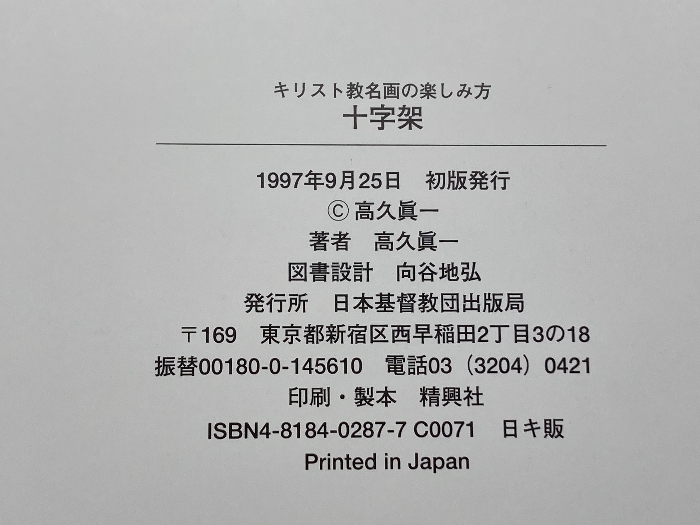 キリスト教名画の楽しみ方
十字架
1997年9月25日　初版発行
Ⓒ 高久眞一
著者　高久眞一
図書設計　向谷地弘
発行所　日本基督教団出版局
〒169　東京都新宿区西早稲田2丁目3の18
振替00180-0-145610　電話03（3204）0421
印刷・製本　精興社
ISBN4-8184-0287-7 C0071　日キ販
Printed in Japan